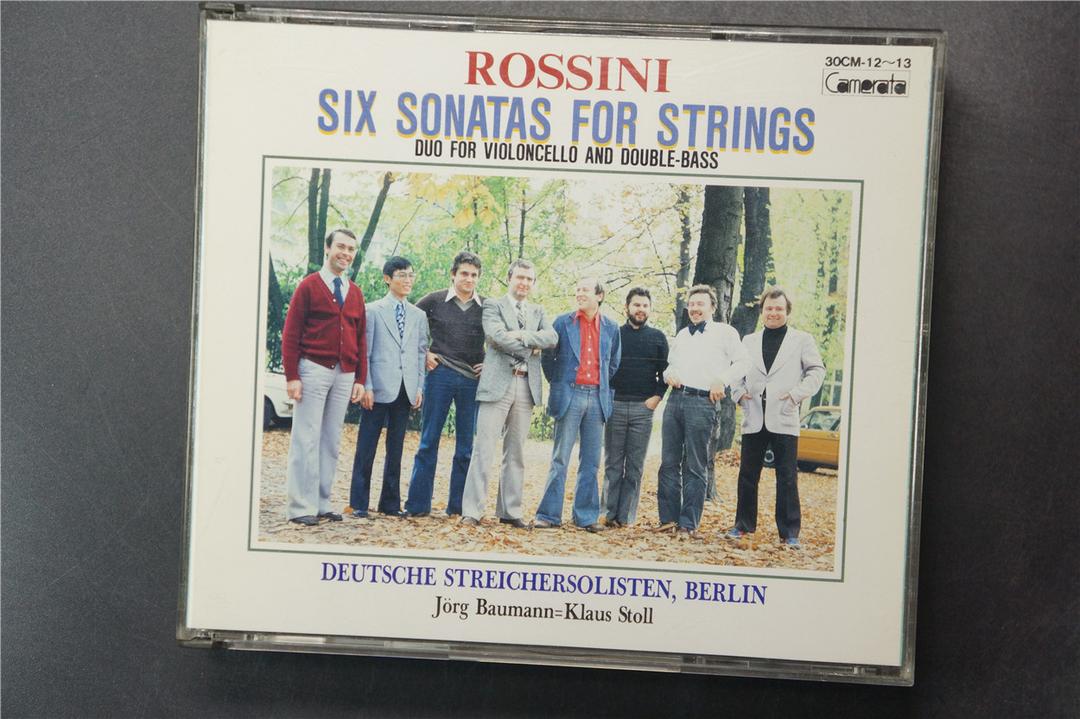 ROSSINI
30CM-12〜13
Camerata
SIX SONATAS FOR STRINGS
DUO FOR VIOLONCELLO AND DOUBLE-BASS
DEUTSCHE STREICHERSOLISTEN, BERLIN
Jörg Baumann=Klaus Stoll